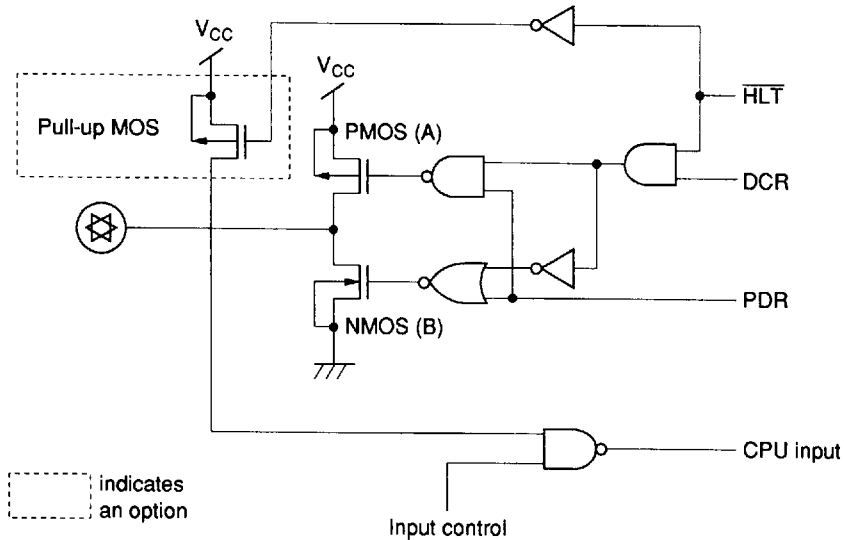 VCC
VCC
HLT
Pull-up MOS
PMOS (A)
DCR
PDR
NMOS (B)
CPU input
indicates
an option
Input control